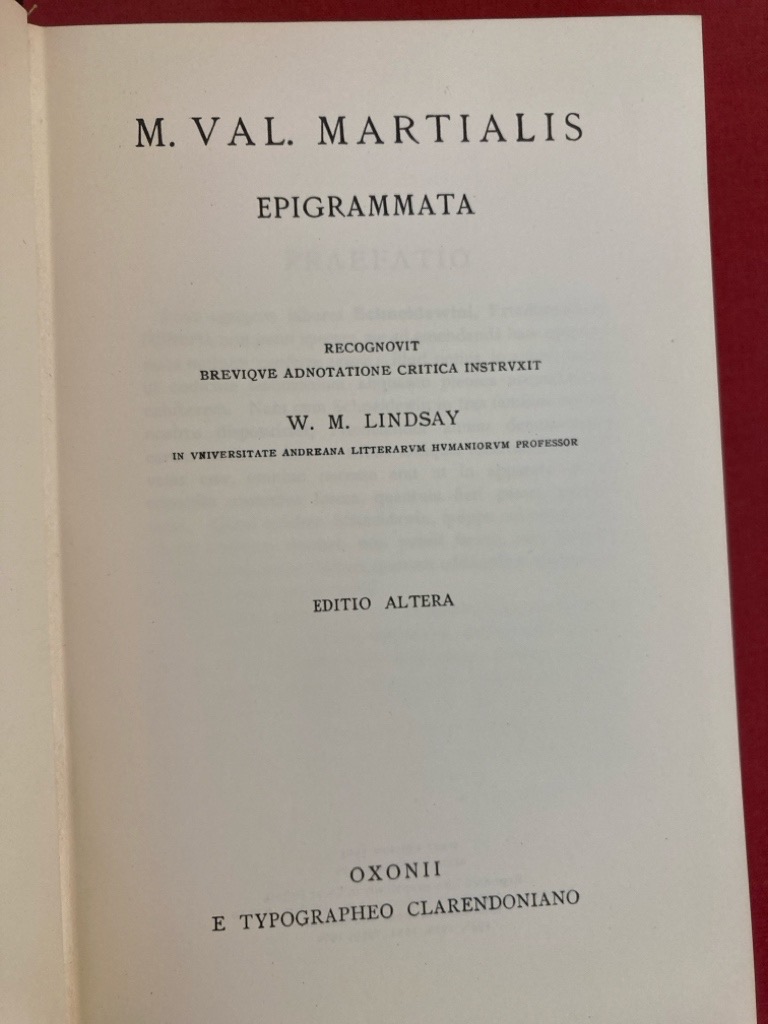 M. VAL. MARTIALIS
EPIGRAMMATA
RECOGNOVIT
BREVIQVE ADNOTATIONE CRITICA INSTRVXIT
W. M. LINDSAY
IN VNIVERSITATE ANDREANA LITTERARVM HVMANIORVM PROFESSOR
EDITIO ALTERA
OXONII
E TYPOGRAPHEO CLARENDONIANO